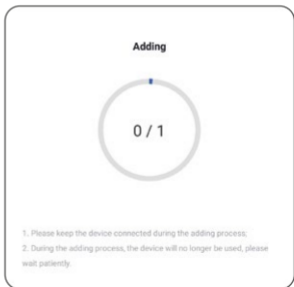 Adding
0 / 1
1. Please keep the device connected during the adding process;
2. During the adding process, the device will no longer be used, please
wait patiently.